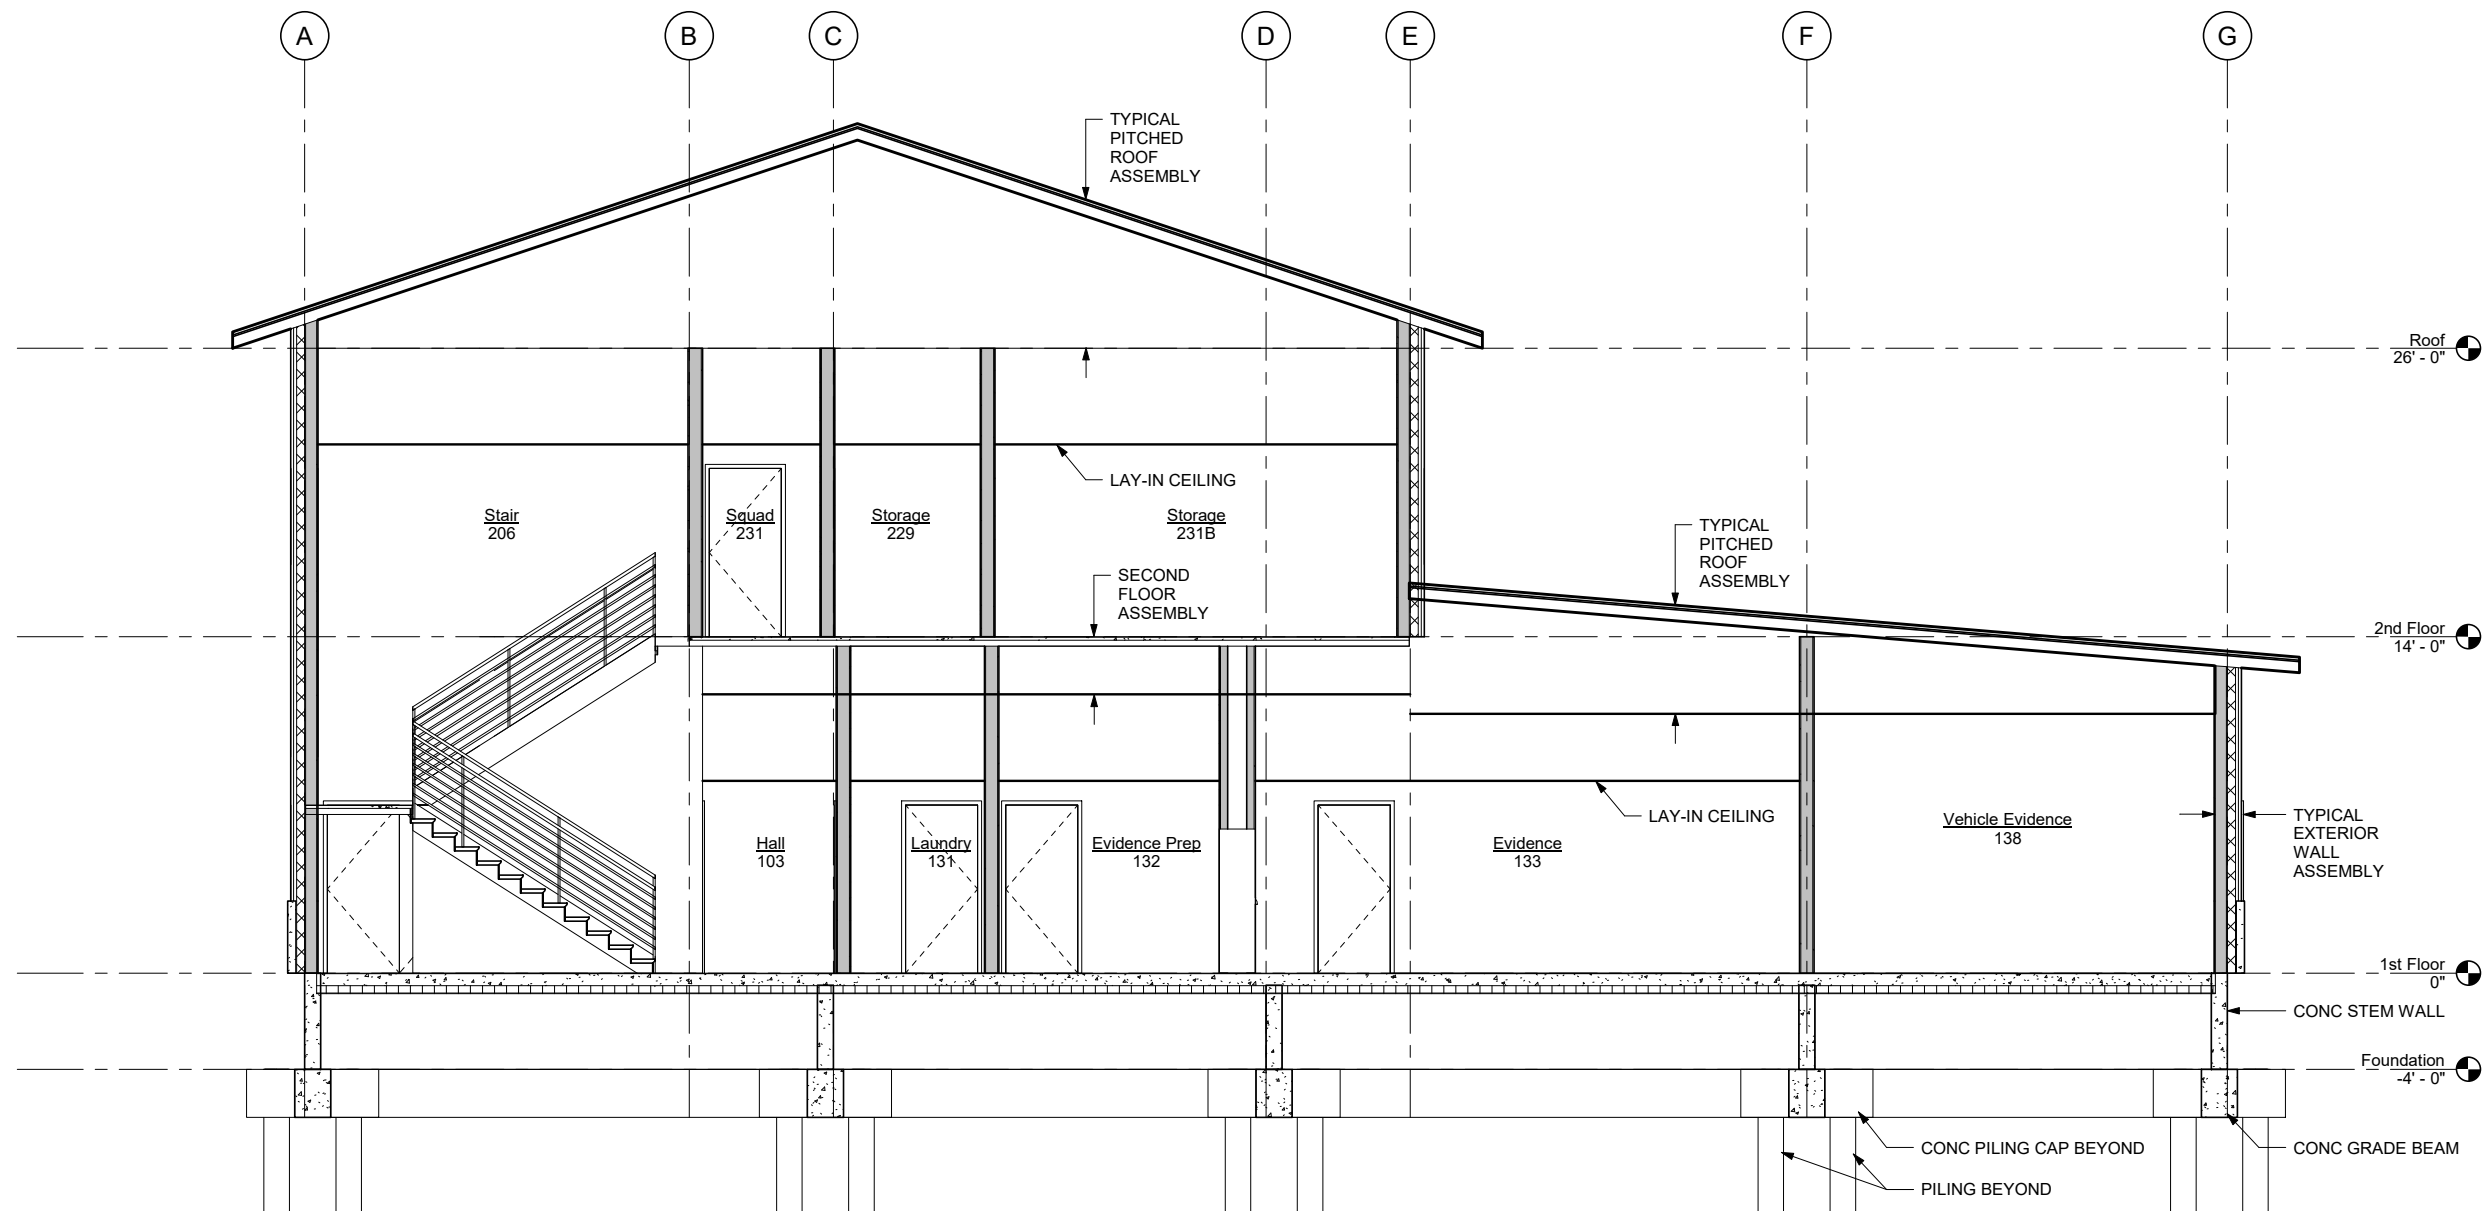 A
B
C
D
E
F
G
TYPICAL
PITCHED
ROOF
ASSEMBLY
Roof
26' - 0"
LAY-IN CEILING
Stair
206
Squad
231
Storage
229
Storage
231B
TYPICAL
PITCHED
ROOF
ASSEMBLY
SECOND
FLOOR
ASSEMBLY
2nd Floor
14' - 0"
LAY-IN CEILING
Hall
103
Laundry
131
Evidence Prep
132
Evidence
133
Vehicle Evidence
138
TYPICAL
EXTERIOR
WALL
ASSEMBLY
1st Floor
0"
CONC STEM WALL
Foundation
-4' - 0"
CONC PILING CAP BEYOND
CONC GRADE BEAM
PILING BEYOND